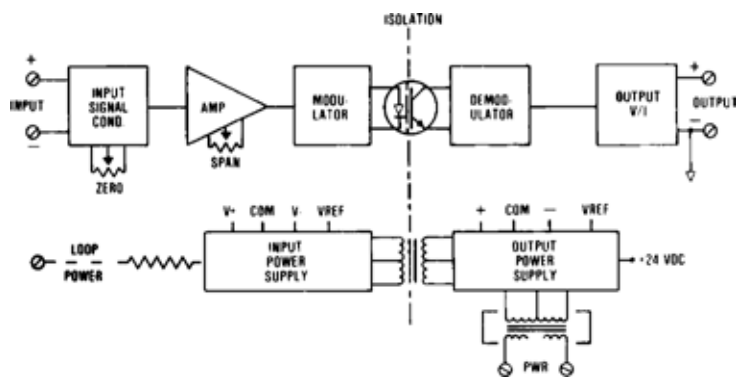 ISOLATION
+
INPUT
−
INPUT
SIGNAL
COND.
ZERO
AMP
SPAN
MODU-
LATOR
DEMOD-
ULATOR
OUTPUT
V/I
+
OUTPUT
−
V+ COM V- VREF
LOOP
POWER
INPUT
POWER
SUPPLY
+ COM − VREF
OUTPUT
POWER
SUPPLY
+24 VDC
PWR